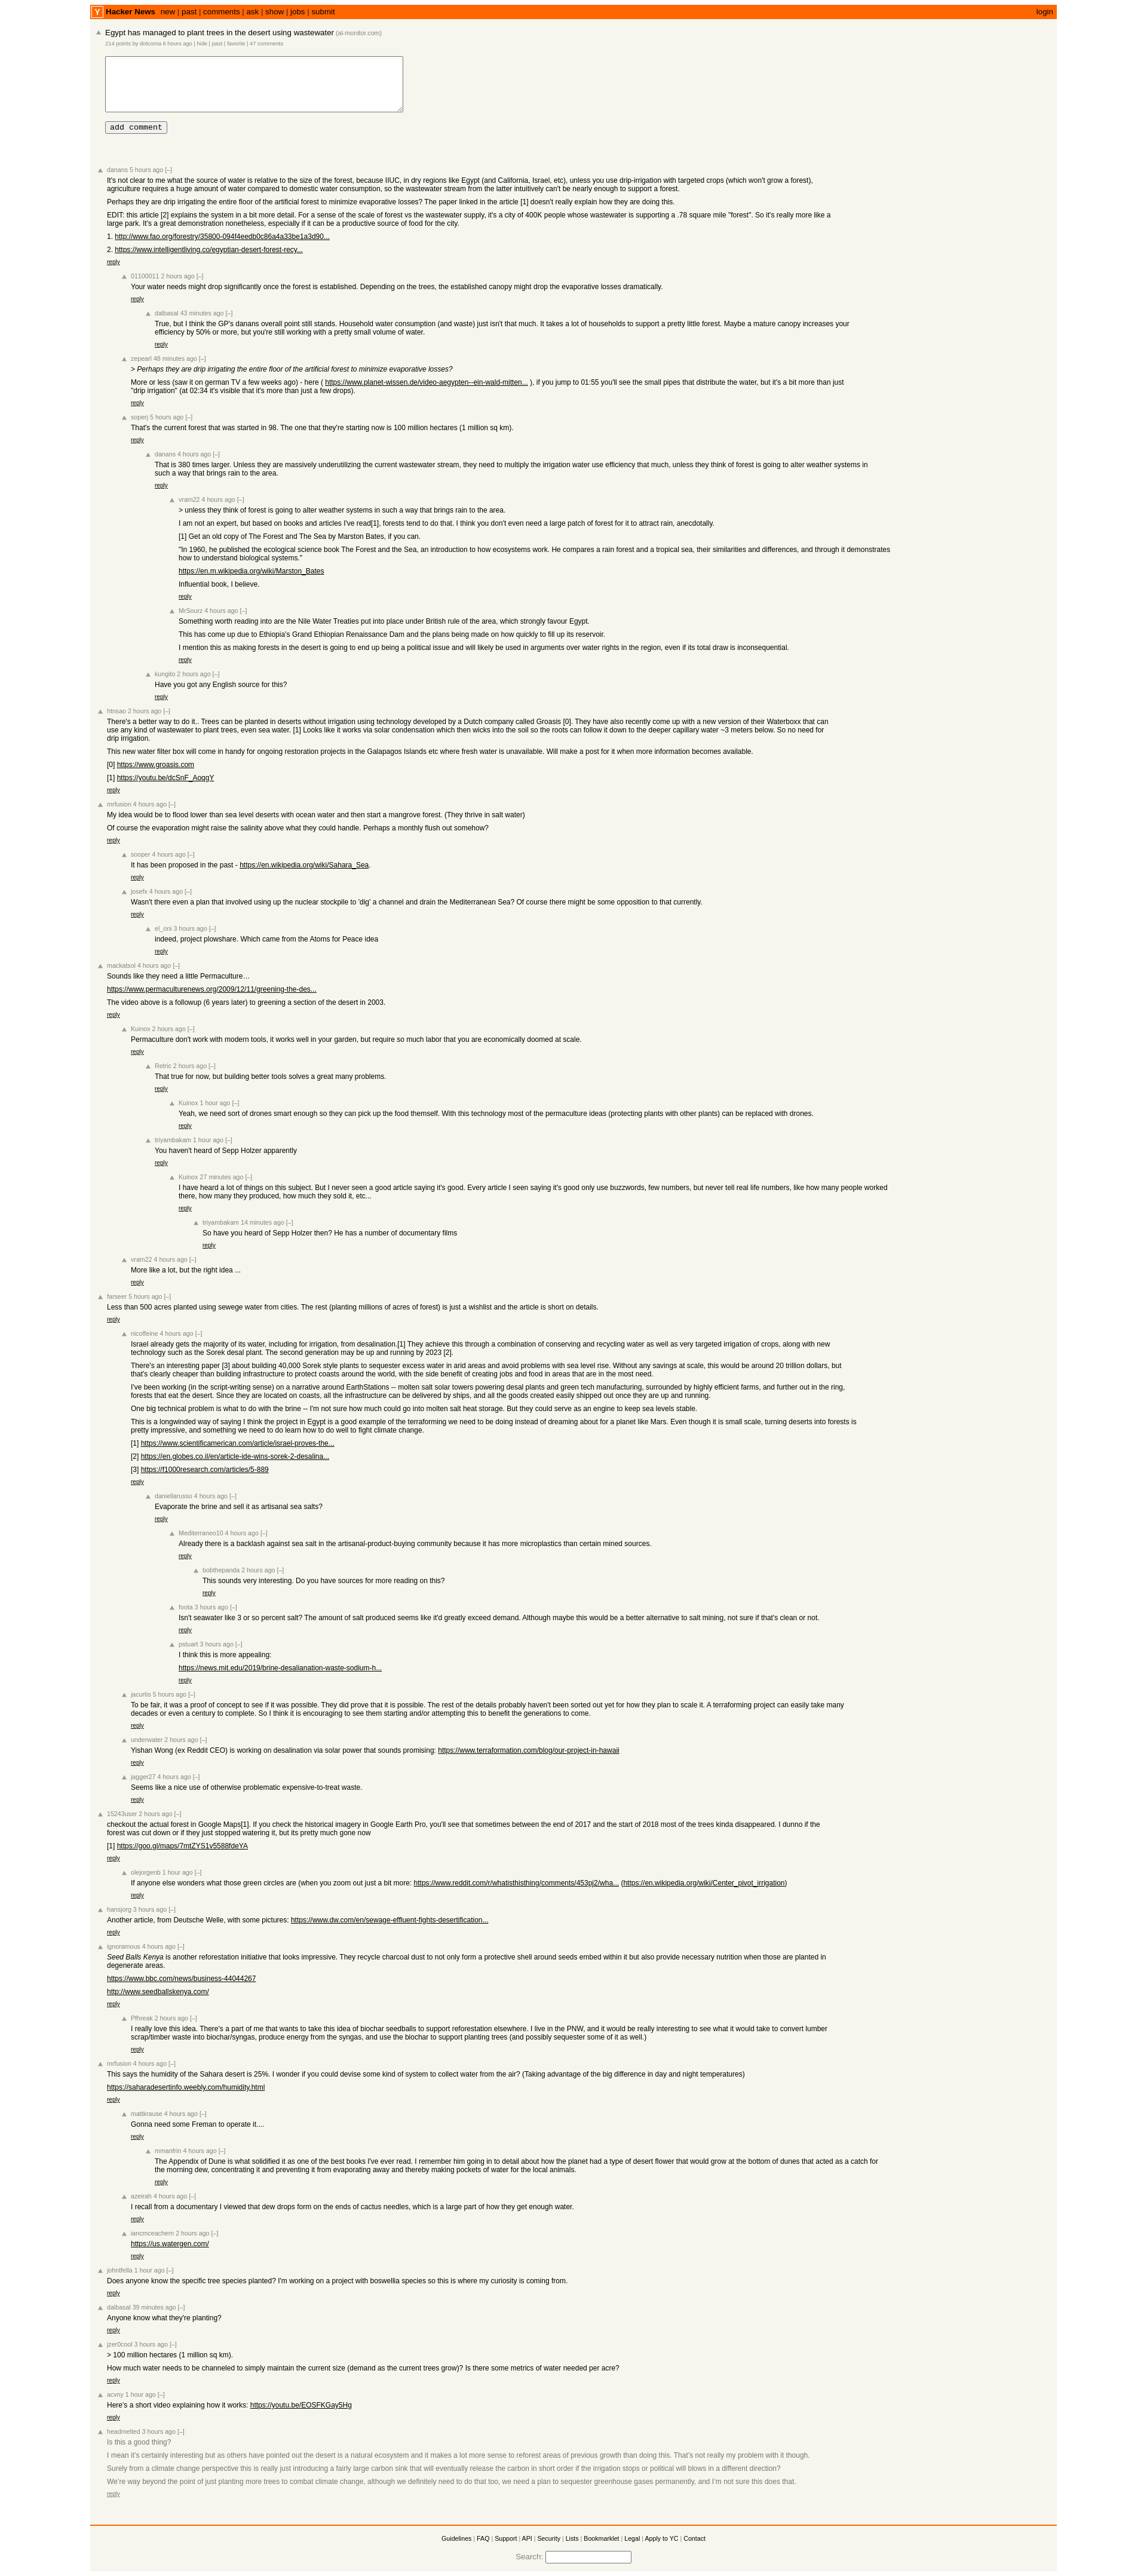 Y Hacker News new | past | comments | ask | show | jobs | submit login
Egypt has managed to plant trees in the desert using wastewater (al-monitor.com)
214 points by dotcoma 6 hours ago | hide | past | favorite | 47 comments
add comment
danans 5 hours ago [–]
It's not clear to me what the source of water is relative to the size of the forest, because IIUC, in dry regions like Egypt (and California, Israel, etc), unless you use drip-irrigation with targeted crops (which won't grow a forest),
agriculture requires a huge amount of water compared to domestic water consumption, so the wastewater stream from the latter intuitively can't be nearly enough to support a forest.
Perhaps they are drip irrigating the entire floor of the artificial forest to minimize evaporative losses? The paper linked in the article [1] doesn't really explain how they are doing this.
EDIT: this article [2] explains the system in a bit more detail. For a sense of the scale of forest vs the wastewater supply, it's a city of 400K people whose wastewater is supporting a .78 square mile "forest". So it's really more like a
large park. It's a great demonstration nonetheless, especially if it can be a productive source of food for the city.
1. http://www.fao.org/forestry/35800-094f4eedb0c86a4a33be1a3d90...
2. https://www.intelligentliving.co/egyptian-desert-forest-recy...
reply
01100011 2 hours ago [–]
Your water needs might drop significantly once the forest is established. Depending on the trees, the established canopy might drop the evaporative losses dramatically.
reply
dalbasal 43 minutes ago [–]
True, but I think the GP's danans overall point still stands. Household water consumption (and waste) just isn't that much. It takes a lot of households to support a pretty little forest. Maybe a mature canopy increases your
efficiency by 50% or more, but you're still working with a pretty small volume of water.
reply
zepearl 48 minutes ago [–]
> Perhaps they are drip irrigating the entire floor of the artificial forest to minimize evaporative losses?
More or less (saw it on german TV a few weeks ago) - here ( https://www.planet-wissen.de/video-aegypten--ein-wald-mitten... ), if you jump to 01:55 you'll see the small pipes that distribute the water, but it's a bit more than just
"drip irrigation" (at 02:34 it's visible that it's more than just a few drops).
reply
soperj 5 hours ago [–]
That's the current forest that was started in 98. The one that they're starting now is 100 million hectares (1 million sq km).
reply
danans 4 hours ago [–]
That is 380 times larger. Unless they are massively underutilizing the current wastewater stream, they need to multiply the irrigation water use efficiency that much, unless they think of forest is going to alter weather systems in
such a way that brings rain to the area.
reply
vram22 4 hours ago [–]
> unless they think of forest is going to alter weather systems in such a way that brings rain to the area.
I am not an expert, but based on books and articles I've read[1], forests tend to do that. I think you don't even need a large patch of forest for it to attract rain, anecdotally.
[1] Get an old copy of The Forest and The Sea by Marston Bates, if you can.
"In 1960, he published the ecological science book The Forest and the Sea, an introduction to how ecosystems work. He compares a rain forest and a tropical sea, their similarities and differences, and through it demonstrates
how to understand biological systems."
https://en.m.wikipedia.org/wiki/Marston_Bates
Influential book, I believe.
reply
MrSourz 4 hours ago [–]
Something worth reading into are the Nile Water Treaties put into place under British rule of the area, which strongly favour Egypt.
This has come up due to Ethiopia's Grand Ethiopian Renaissance Dam and the plans being made on how quickly to fill up its reservoir.
I mention this as making forests in the desert is going to end up being a political issue and will likely be used in arguments over water rights in the region, even if its total draw is inconsequential.
reply
kungito 2 hours ago [–]
Have you got any English source for this?
reply
htnsao 2 hours ago [–]
There's a better way to do it.. Trees can be planted in deserts without irrigation using technology developed by a Dutch company called Groasis [0]. They have also recently come up with a new version of their Waterboxx that can
use any kind of wastewater to plant trees, even sea water. [1] Looks like it works via solar condensation which then wicks into the soil so the roots can follow it down to the deeper capillary water ~3 meters below. So no need for
drip irrigation.
This new water filter box will come in handy for ongoing restoration projects in the Galapagos Islands etc where fresh water is unavailable. Will make a post for it when more information becomes available.
[0] https://www.groasis.com
[1] https://youtu.be/dcSnF_AoqgY
reply
mrfusion 4 hours ago [–]
My idea would be to flood lower than sea level deserts with ocean water and then start a mangrove forest. (They thrive in salt water)
Of course the evaporation might raise the salinity above what they could handle. Perhaps a monthly flush out somehow?
reply
sooper 4 hours ago [–]
It has been proposed in the past - https://en.wikipedia.org/wiki/Sahara_Sea.
reply
josefx 4 hours ago [–]
Wasn't there even a plan that involved using up the nuclear stockpile to 'dig' a channel and drain the Mediterranean Sea? Of course there might be some opposition to that currently.
reply
el_oni 3 hours ago [–]
indeed, project plowshare. Which came from the Atoms for Peace idea
reply
mackatsol 4 hours ago [–]
Sounds like they need a little Permaculture…
https://www.permaculturenews.org/2009/12/11/greening-the-des...
The video above is a followup (6 years later) to greening a section of the desert in 2003.
reply
Kuinox 2 hours ago [–]
Permaculture don't work with modern tools, it works well in your garden, but require so much labor that you are economically doomed at scale.
reply
Retric 2 hours ago [–]
That true for now, but building better tools solves a great many problems.
reply
Kuinox 1 hour ago [–]
Yeah, we need sort of drones smart enough so they can pick up the food themself. With this technology most of the permaculture ideas (protecting plants with other plants) can be replaced with drones.
reply
triyambakam 1 hour ago [–]
You haven't heard of Sepp Holzer apparently
reply
Kuinox 27 minutes ago [–]
I have heard a lot of things on this subject. But I never seen a good article saying it's good. Every article I seen saying it's good only use buzzwords, few numbers, but never tell real life numbers, like how many people worked
there, how many they produced, how much they sold it, etc...
reply
triyambakam 14 minutes ago [–]
So have you heard of Sepp Holzer then? He has a number of documentary films
reply
vram22 4 hours ago [–]
More like a lot, but the right idea ...
reply
farseer 5 hours ago [–]
Less than 500 acres planted using sewege water from cities. The rest (planting millions of acres of forest) is just a wishlist and the article is short on details.
reply
nicoffeine 4 hours ago [–]
Israel already gets the majority of its water, including for irrigation, from desalination.[1] They achieve this through a combination of conserving and recycling water as well as very targeted irrigation of crops, along with new
technology such as the Sorek desal plant. The second generation may be up and running by 2023 [2].
There's an interesting paper [3] about building 40,000 Sorek style plants to sequester excess water in arid areas and avoid problems with sea level rise. Without any savings at scale, this would be around 20 trillion dollars, but
that's clearly cheaper than building infrastructure to protect coasts around the world, with the side benefit of creating jobs and food in areas that are in the most need.
I've been working (in the script-writing sense) on a narrative around EarthStations -- molten salt solar towers powering desal plants and green tech manufacturing, surrounded by highly efficient farms, and further out in the ring,
forests that eat the desert. Since they are located on coasts, all the infrastructure can be delivered by ships, and all the goods created easily shipped out once they are up and running.
One big technical problem is what to do with the brine -- I'm not sure how much could go into molten salt heat storage. But they could serve as an engine to keep sea levels stable.
This is a longwinded way of saying I think the project in Egypt is a good example of the terraforming we need to be doing instead of dreaming about for a planet like Mars. Even though it is small scale, turning deserts into forests is
pretty impressive, and something we need to do learn how to do well to fight climate change.
[1] https://www.scientificamerican.com/article/israel-proves-the...
[2] https://en.globes.co.il/en/article-ide-wins-sorek-2-desalina...
[3] https://f1000research.com/articles/5-889
reply
daniellarusso 4 hours ago [–]
Evaporate the brine and sell it as artisanal sea salts?
reply
Mediterraneo10 4 hours ago [–]
Already there is a backlash against sea salt in the artisanal-product-buying community because it has more microplastics than certain mined sources.
reply
bobthepanda 2 hours ago [–]
This sounds very interesting. Do you have sources for more reading on this?
reply
foota 3 hours ago [–]
Isn't seawater like 3 or so percent salt? The amount of salt produced seems like it'd greatly exceed demand. Although maybe this would be a better alternative to salt mining, not sure if that's clean or not.
reply
pstuart 3 hours ago [–]
I think this is more appealing:
https://news.mit.edu/2019/brine-desalianation-waste-sodium-h...
reply
jacurtis 5 hours ago [–]
To be fair, it was a proof of concept to see if it was possible. They did prove that it is possible. The rest of the details probably haven't been sorted out yet for how they plan to scale it. A terraforming project can easily take many
decades or even a century to complete. So I think it is encouraging to see them starting and/or attempting this to benefit the generations to come.
reply
underwater 2 hours ago [–]
Yishan Wong (ex Reddit CEO) is working on desalination via solar power that sounds promising: https://www.terraformation.com/blog/our-project-in-hawaii
reply
jagger27 4 hours ago [–]
Seems like a nice use of otherwise problematic expensive-to-treat waste.
reply
15243user 2 hours ago [–]
checkout the actual forest in Google Maps[1]. If you check the historical imagery in Google Earth Pro, you'll see that sometimes between the end of 2017 and the start of 2018 most of the trees kinda disappeared. I dunno if the
forest was cut down or if they just stopped watering it, but its pretty much gone now
[1] https://goo.gl/maps/7mtZYS1v5588fdeYA
reply
olejorgenb 1 hour ago [–]
If anyone else wonders what those green circles are (when you zoom out just a bit more: https://www.reddit.com/r/whatisthisthing/comments/453pj2/wha... (https://en.wikipedia.org/wiki/Center_pivot_irrigation)
reply
hansjorg 3 hours ago [–]
Another article, from Deutsche Welle, with some pictures: https://www.dw.com/en/sewage-effluent-fights-desertification...
reply
ignoramous 4 hours ago [–]
Seed Balls Kenya is another reforestation initiative that looks impressive. They recycle charcoal dust to not only form a protective shell around seeds embed within it but also provide necessary nutrition when those are planted in
degenerate areas.
https://www.bbc.com/news/business-44044267
http://www.seedballskenya.com/
reply
Pfhreak 2 hours ago [–]
I really love this idea. There's a part of me that wants to take this idea of biochar seedballs to support reforestation elsewhere. I live in the PNW, and it would be really interesting to see what it would take to convert lumber
scrap/timber waste into biochar/syngas, produce energy from the syngas, and use the biochar to support planting trees (and possibly sequester some of it as well.)
reply
mrfusion 4 hours ago [–]
This says the humidity of the Sahara desert is 25%. I wonder if you could devise some kind of system to collect water from the air? (Taking advantage of the big difference in day and night temperatures)
https://saharadesertinfo.weebly.com/humidity.html
reply
mattkrause 4 hours ago [–]
Gonna need some Freman to operate it....
reply
mmanfrin 4 hours ago [–]
The Appendix of Dune is what solidified it as one of the best books I've ever read. I remember him going in to detail about how the planet had a type of desert flower that would grow at the bottom of dunes that acted as a catch for
the morning dew, concentrating it and preventing it from evaporating away and thereby making pockets of water for the local animals.
reply
azeirah 4 hours ago [–]
I recall from a documentary I viewed that dew drops form on the ends of cactus needles, which is a large part of how they get enough water.
reply
iancmceachern 2 hours ago [–]
https://us.watergen.com/
reply
johntfella 1 hour ago [–]
Does anyone know the specific tree species planted? I'm working on a project with boswellia species so this is where my curiosity is coming from.
reply
dalbasal 39 minutes ago [–]
Anyone know what they're planting?
reply
jzer0cool 3 hours ago [–]
> 100 million hectares (1 million sq km).
How much water needs to be channeled to simply maintain the current size (demand as the current trees grow)? Is there some metrics of water needed per acre?
reply
acvny 1 hour ago [–]
Here's a short video explaining how it works: https://youtu.be/EOSFKGay5Hg
reply
headmelted 3 hours ago [–]
Is this a good thing?
I mean it's certainly interesting but as others have pointed out the desert is a natural ecosystem and it makes a lot more sense to reforest areas of previous growth than doing this. That's not really my problem with it though.
Surely from a climate change perspective this is really just introducing a fairly large carbon sink that will eventually release the carbon in short order if the irrigation stops or political will blows in a different direction?
We're way beyond the point of just planting more trees to combat climate change, although we definitely need to do that too, we need a plan to sequester greenhouse gases permanently, and I'm not sure this does that.
reply
Guidelines | FAQ | Support | API | Security | Lists | Bookmarklet | Legal | Apply to YC | Contact
Search: